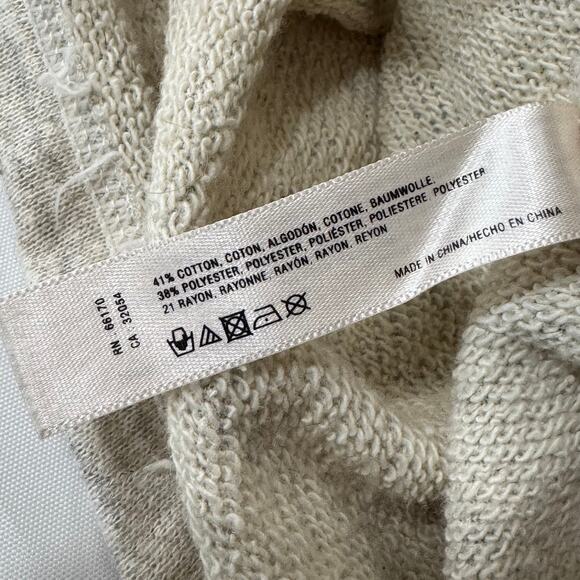 41% COTTON, COTON, ALGODÓN, COTONE, BAUMWOLLE,
38% POLYESTER, POLYESTER, POLIÉSTER, POLIESTERE POLYESTER
21 RAYON, RAYONNE, RAYÓN, RAYON, REYON
MADE IN CHINA/HECHO EN CHINA
RN 66170
CA 32054